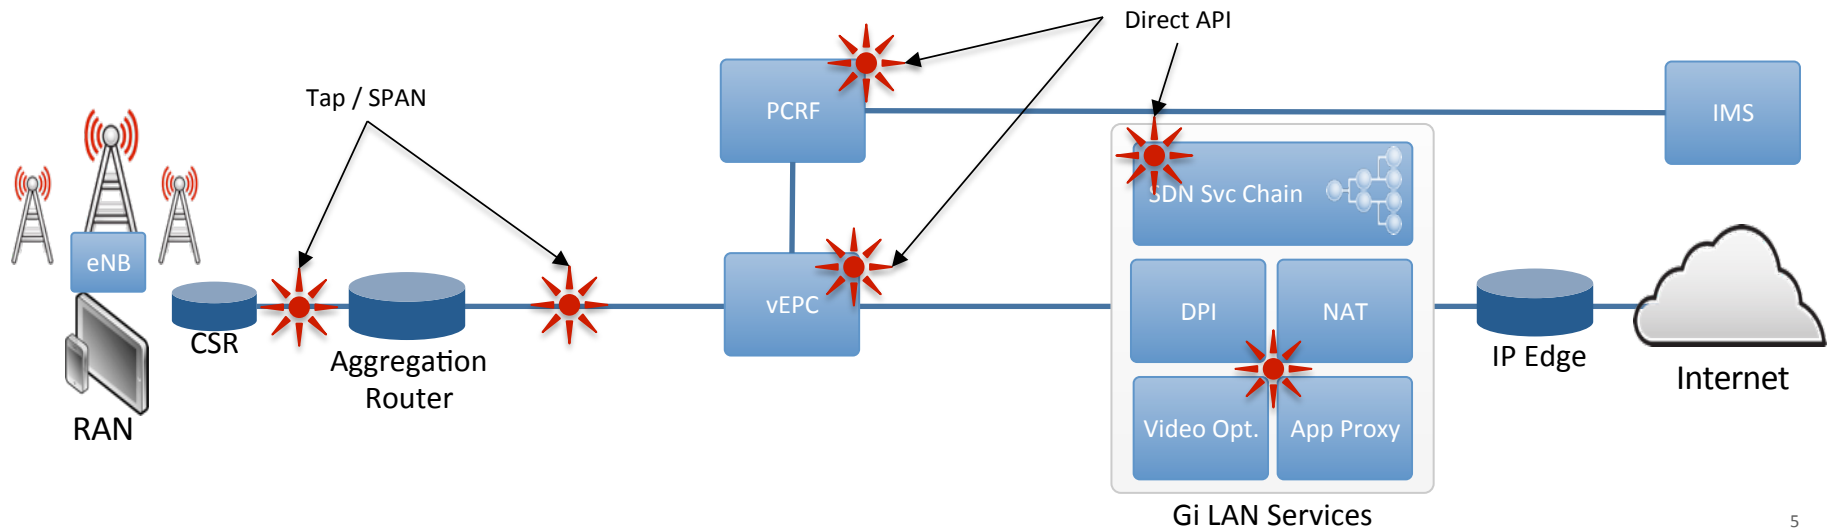 Direct API
Tap / SPAN
PCRF
IMS
SDN Svc Chain
eNB
vEPC
DPI
NAT
CSR
Aggregation
Router
IP Edge
Internet
RAN
Video Opt.
App Proxy
Gi LAN Services
5